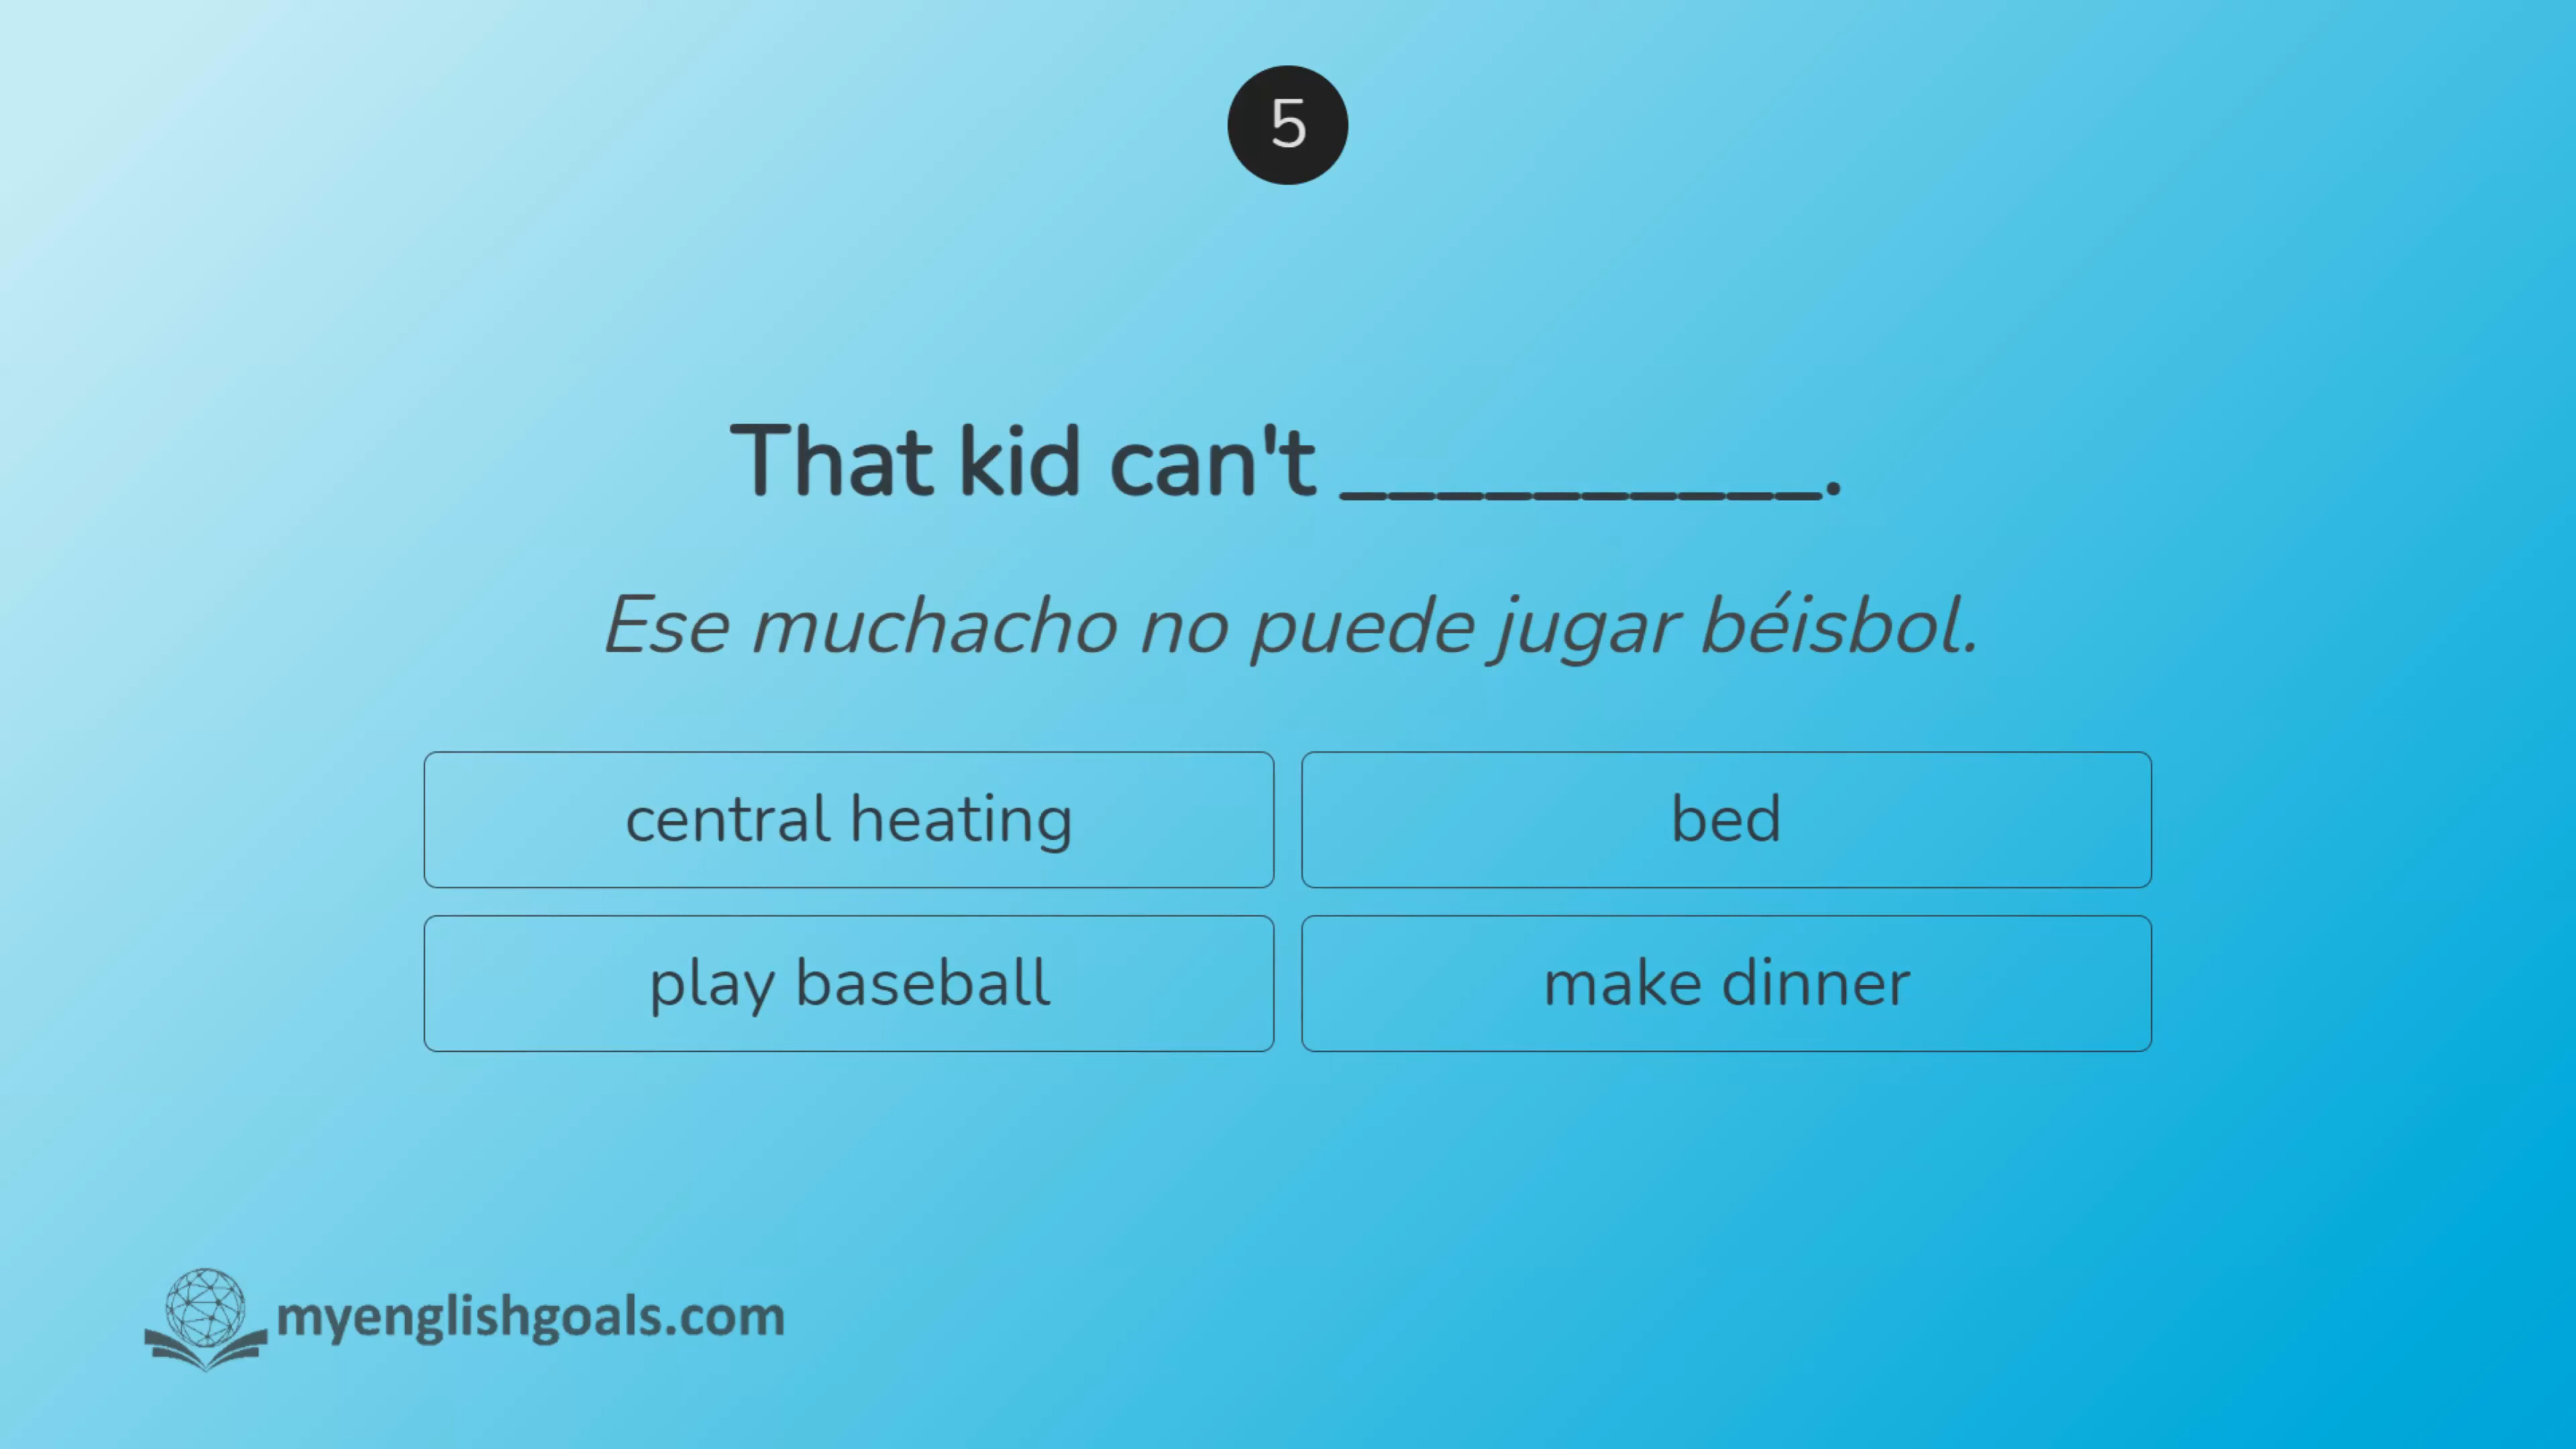 5
That kid can't __________.
Ese muchacho no puede jugar béisbol.
central heating
bed
play baseball
make dinner
myenglishgoals.com